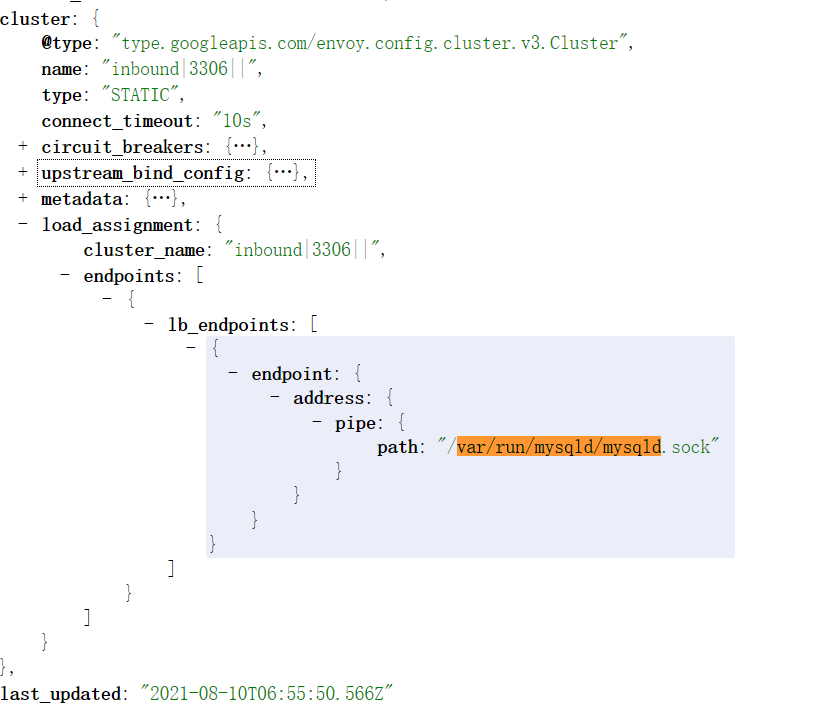 cluster: {
@type: "type.googleapis.com/envoy.config.cluster.v3.Cluster",
name: "inbound|3306||",
type: "STATIC",
connect_timeout: "10s",
+ circuit_breakers: {…},
+ upstream_bind_config: {…},
+ metadata: {…},
- load_assignment: {
cluster_name: "inbound|3306||",
- endpoints: [
- {
- lb_endpoints: [
- {
- endpoint: {
- address: {
- pipe: {
path: "/var/run/mysqld/mysqld.sock"
}
}
}
}
]
}
]
}
},
last_updated: "2021-08-10T06:55:50.566Z"